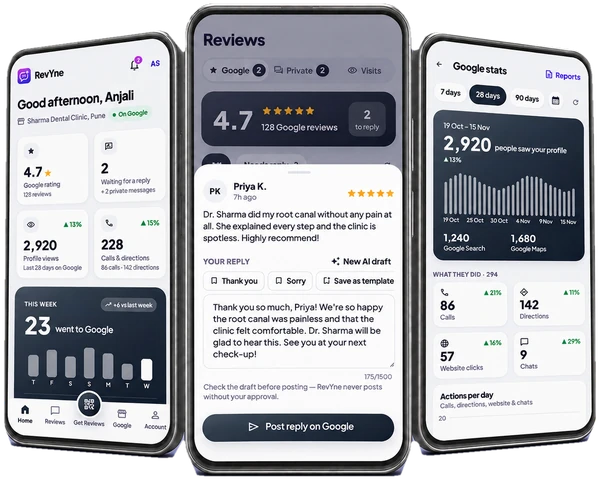 RevYne
2
AS
Good afternoon, Anjali
Sharma Dental Clinic, Pune
On Google
4.7
Google rating
128 reviews
2
Waiting for a reply
+ 2 private messages
▲13%
2,920
Profile views
Last 28 days on Google
▲15%
228
Calls & directions
86 calls · 142 directions
THIS WEEK
+6 vs last week
23 went to Google
T F S S M T W
Home
Reviews
Get Reviews
Google
Account
Reviews
Google 2
Private 2
Visits
4.7
128 Google reviews
2
to reply
PK
Priya K.
7h ago
Dr. Sharma did my root canal without any pain at
all. She explained every step and the clinic is
spotless. Highly recommend!
YOUR REPLY
New AI draft
Thank you
Sorry
Save as template
Thank you so much, Priya! We're so happy
the root canal was painless and that the
clinic felt comfortable. Dr. Sharma will be
glad to hear this. See you at your next
check-up!
175/1500
Check the draft before posting — RevYne never posts
without your approval.
Post reply on Google
Google stats
Reports
7 days
28 days
90 days
19 Oct – 15 Nov
2,920 people saw your profile
▲13%
19 Oct 25 Oct 30 Oct 4 Nov 9 Nov 15 Nov
1,240
Google Search
1,680
Google Maps
WHAT THEY DID · 294
▲21%
86
Calls
▲11%
142
Directions
▲16%
57
Website clicks
▲29%
9
Chats
Actions per day
Calls, directions, website & chats
20